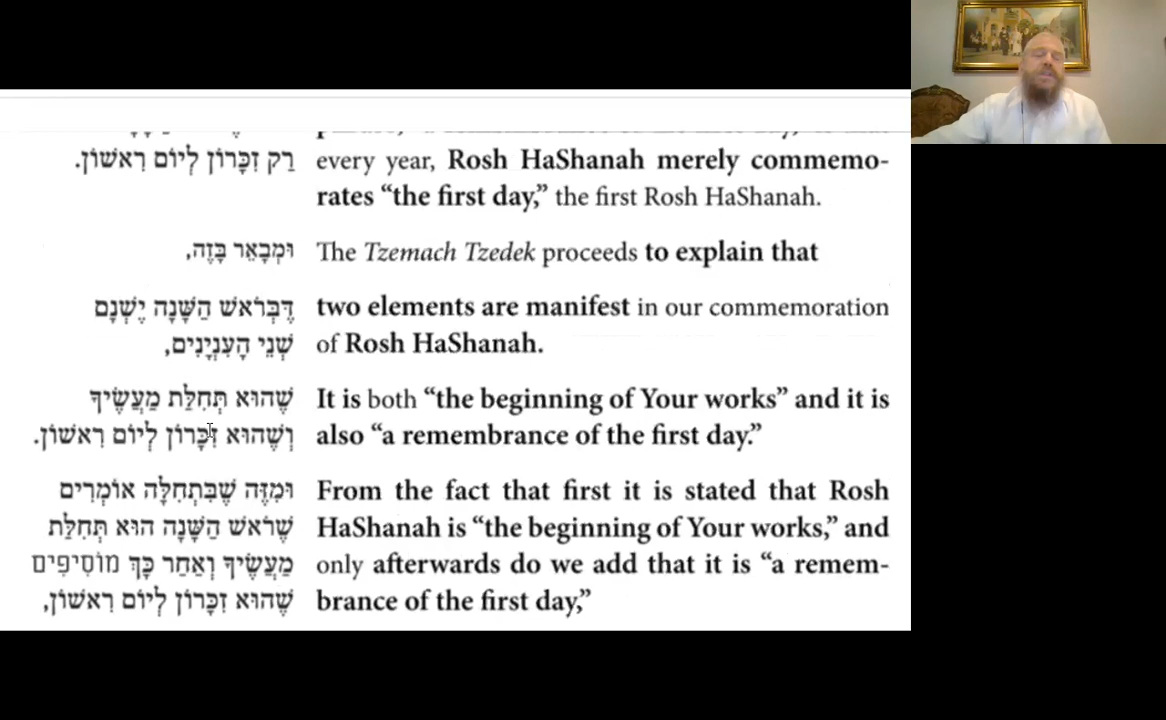 every year, Rosh HaShanah merely commemo-
rates “the first day,” the first Rosh HaShanah.
רַק זִכָּרוֹן לְיוֹם רִאשׁוֹן.
The Tzemach Tzedek proceeds to explain that
וּמְבָאֵר בָּזֶה,
two elements are manifest in our commemoration
of Rosh HaShanah.
דִּבְרֹאשׁ הַשָּׁנָה יֶשְׁנָם
שְׁנֵי הָעִנְיָנִים,
It is both “the beginning of Your works” and it is
also “a remembrance of the first day.”
שֶׁהוּא תְּחִלַּת מַעֲשֶׂיךָ
וְשֶׁהוּא זִכָּרוֹן לְיוֹם רִאשׁוֹן.
From the fact that first it is stated that Rosh
HaShanah is “the beginning of Your works,” and
only afterwards do we add that it is “a remem-
brance of the first day,”
וּמִזֶּה שֶׁבִּתְחִלָּה אוֹמְרִים
שֶׁרֹאשׁ הַשָּׁנָה הוּא תְּחִלַּת
מַעֲשֶׂיךָ וְאַחַר כָּךְ מוֹסִיפִים
שֶׁהוּא זִכָּרוֹן לְיוֹם רִאשׁוֹן,